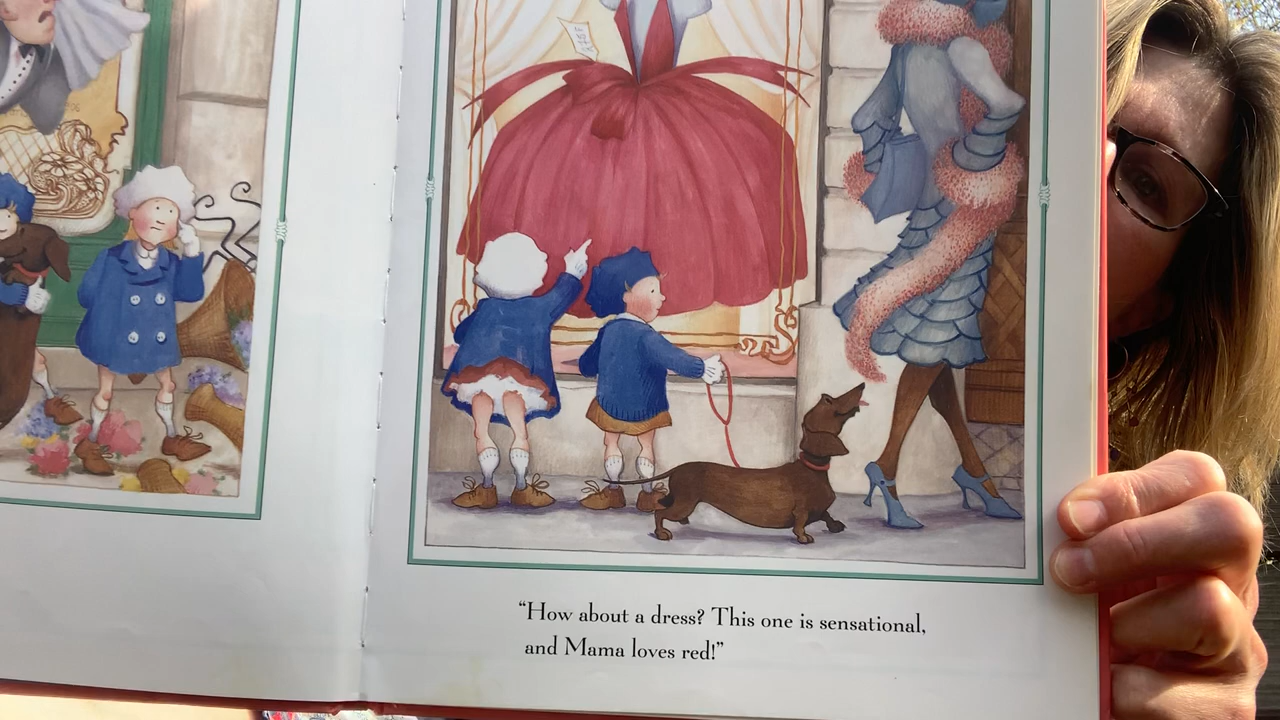 “How about a dress? This one is sensational,
and Mama loves red!”